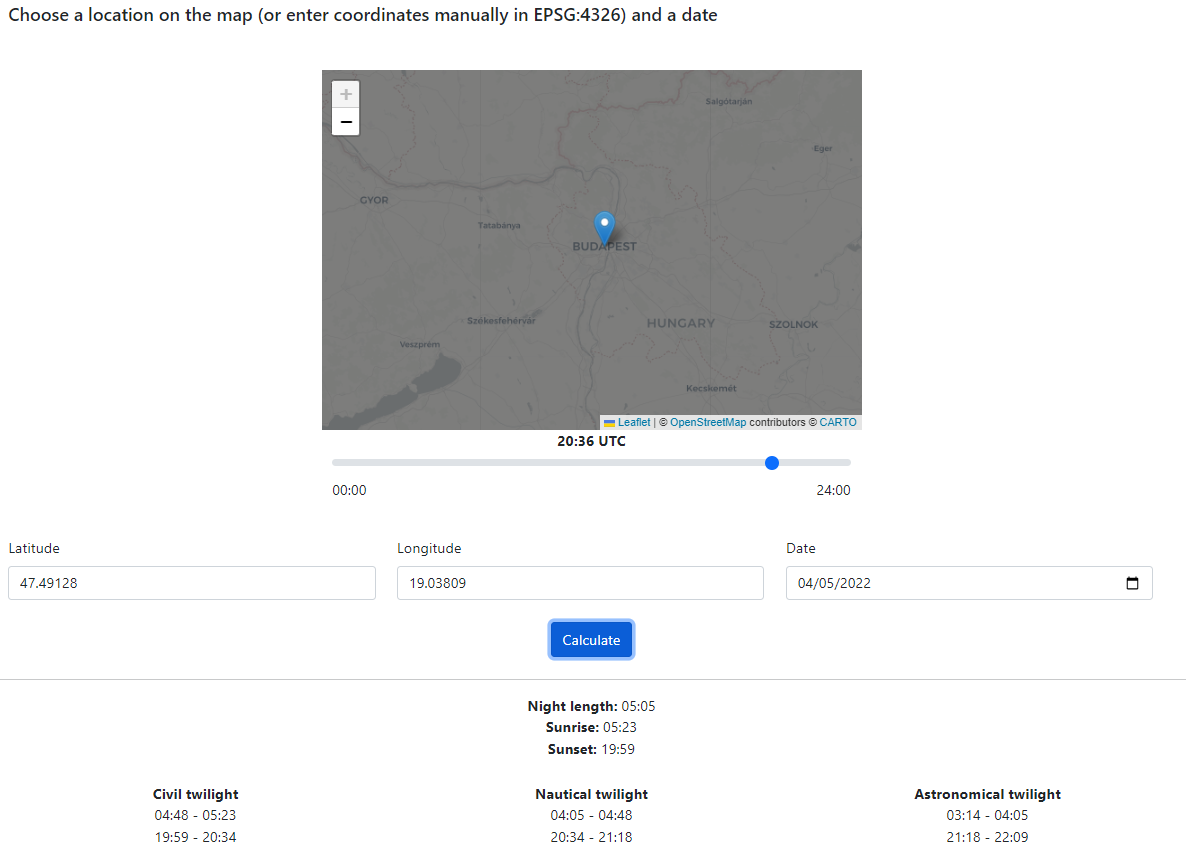 Choose a location on the map (or enter coordinates manually in EPSG:4326) and a date
+
−
Salgótarján
Eger
GYOR
Tatabánya
BUDAPEST
Székesfehérvár
HUNGARY
SZOLNOK
Veszprém
Kecskemét
Leaflet | © OpenStreetMap contributors © CARTO
20:36 UTC
00:00 24:00
Latitude Longitude Date
47.49128 19.03809 04/05/2022
Calculate
Night length: 05:05
Sunrise: 05:23
Sunset: 19:59
Civil twilight Nautical twilight Astronomical twilight
04:48 - 05:23 04:05 - 04:48 03:14 - 04:05
19:59 - 20:34 20:34 - 21:18 21:18 - 22:09